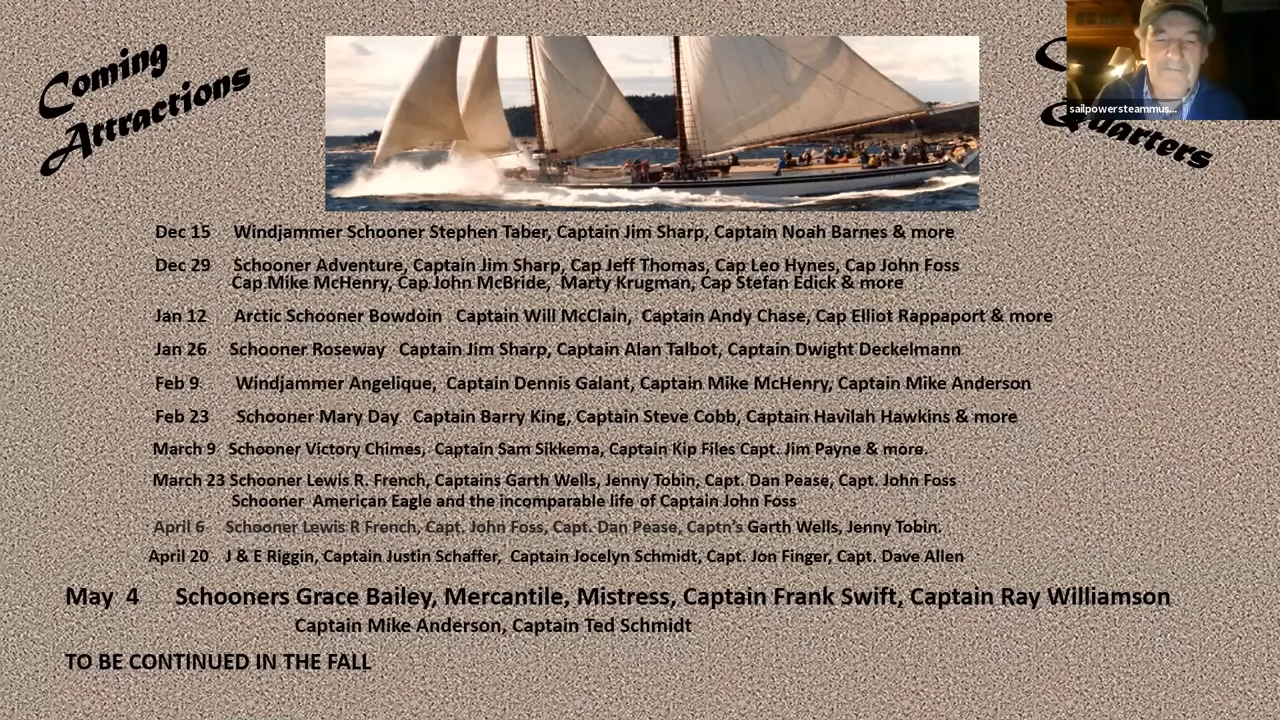 Coming
Attractions
sailpowersteammus...
Quarters
Dec 15 Windjammer Schooner Stephen Taber, Captain Jim Sharp, Captain Noah Barnes & more
Dec 29 Schooner Adventure, Captain Jim Sharp, Cap Jeff Thomas, Cap Leo Hynes, Cap John Foss
Cap Mike McHenry, Cap John McBride, Marty Krugman, Cap Stefan Edick & more
Jan 12 Arctic Schooner Bowdoin Captain Will McClain, Captain Andy Chase, Cap Elliot Rappaport & more
Jan 26 Schooner Roseway Captain Jim Sharp, Captain Alan Talbot, Captain Dwight Deckelmann
Feb 9 Windjammer Angelique, Captain Dennis Galant, Captain Mike McHenry, Captain Mike Anderson
Feb 23 Schooner Mary Day Captain Barry King, Captain Steve Cobb, Captain Havilah Hawkins & more
March 9 Schooner Victory Chimes, Captain Sam Sikkema, Captain Kip Files Capt. Jim Payne & more.
March 23 Schooner Lewis R. French, Captains Garth Wells, Jenny Tobin, Capt. Dan Pease, Capt. John Foss
Schooner American Eagle and the incomparable life of Captain John Foss
April 6 Schooner Lewis R French, Capt. John Foss, Capt. Dan Pease, Captn's Garth Wells, Jenny Tobin.
April 20 J & E Riggin, Captain Justin Schaffer, Captain Jocelyn Schmidt, Capt. Jon Finger, Capt. Dave Allen
May 4 Schooners Grace Bailey, Mercantile, Mistress, Captain Frank Swift, Captain Ray Williamson
Captain Mike Anderson, Captain Ted Schmidt
TO BE CONTINUED IN THE FALL